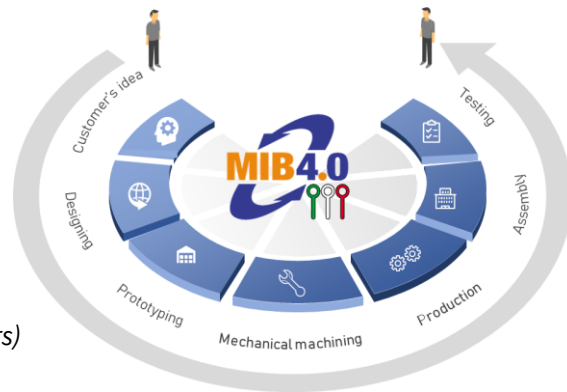 Customer's idea
Designing
Prototyping
Mechanical machining
Production
Assembly
Testing
MIB4.0